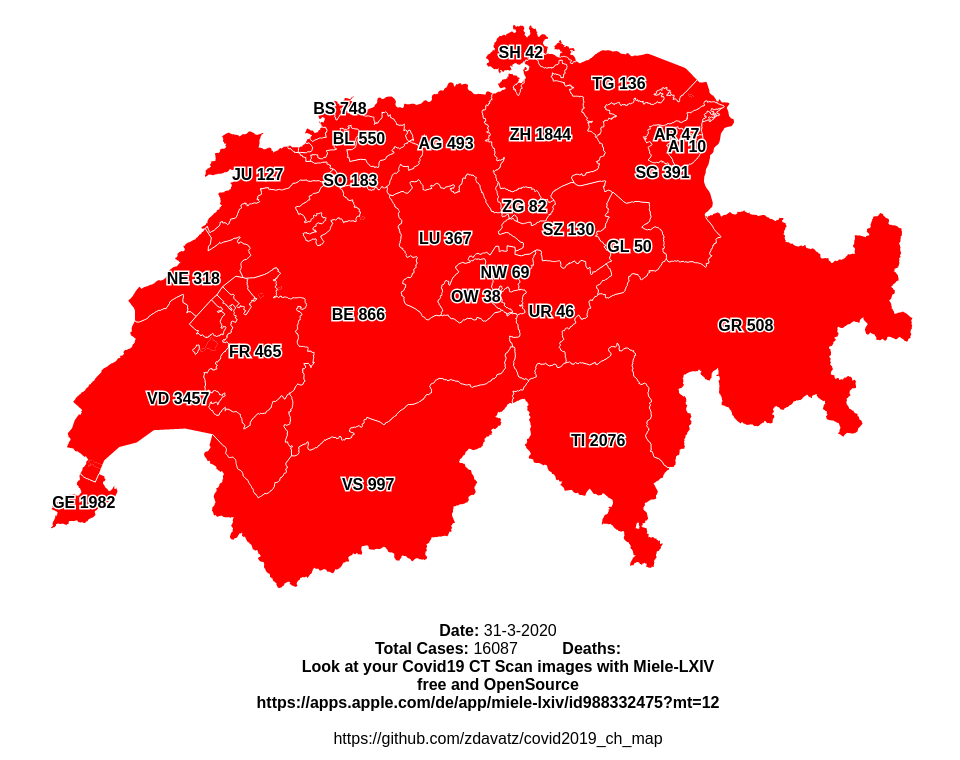 SH 42
TG 136
BS 748
BL 550
AG 493
ZH 1844
AR 47
AI 10
JU 127
SO 183
SG 391
ZG 82
LU 367
SZ 130
GL 50
NE 318
NW 69
OW 38
BE 866
UR 46
GR 508
FR 465
VD 3457
TI 2076
VS 997
GE 1982
Date: 31-3-2020
Total Cases: 16087 Deaths:
Look at your Covid19 CT Scan images with Miele-LXIV
free and OpenSource
https://apps.apple.com/de/app/miele-lxiv/id988332475?mt=12
https://github.com/zdavatz/covid2019_ch_map